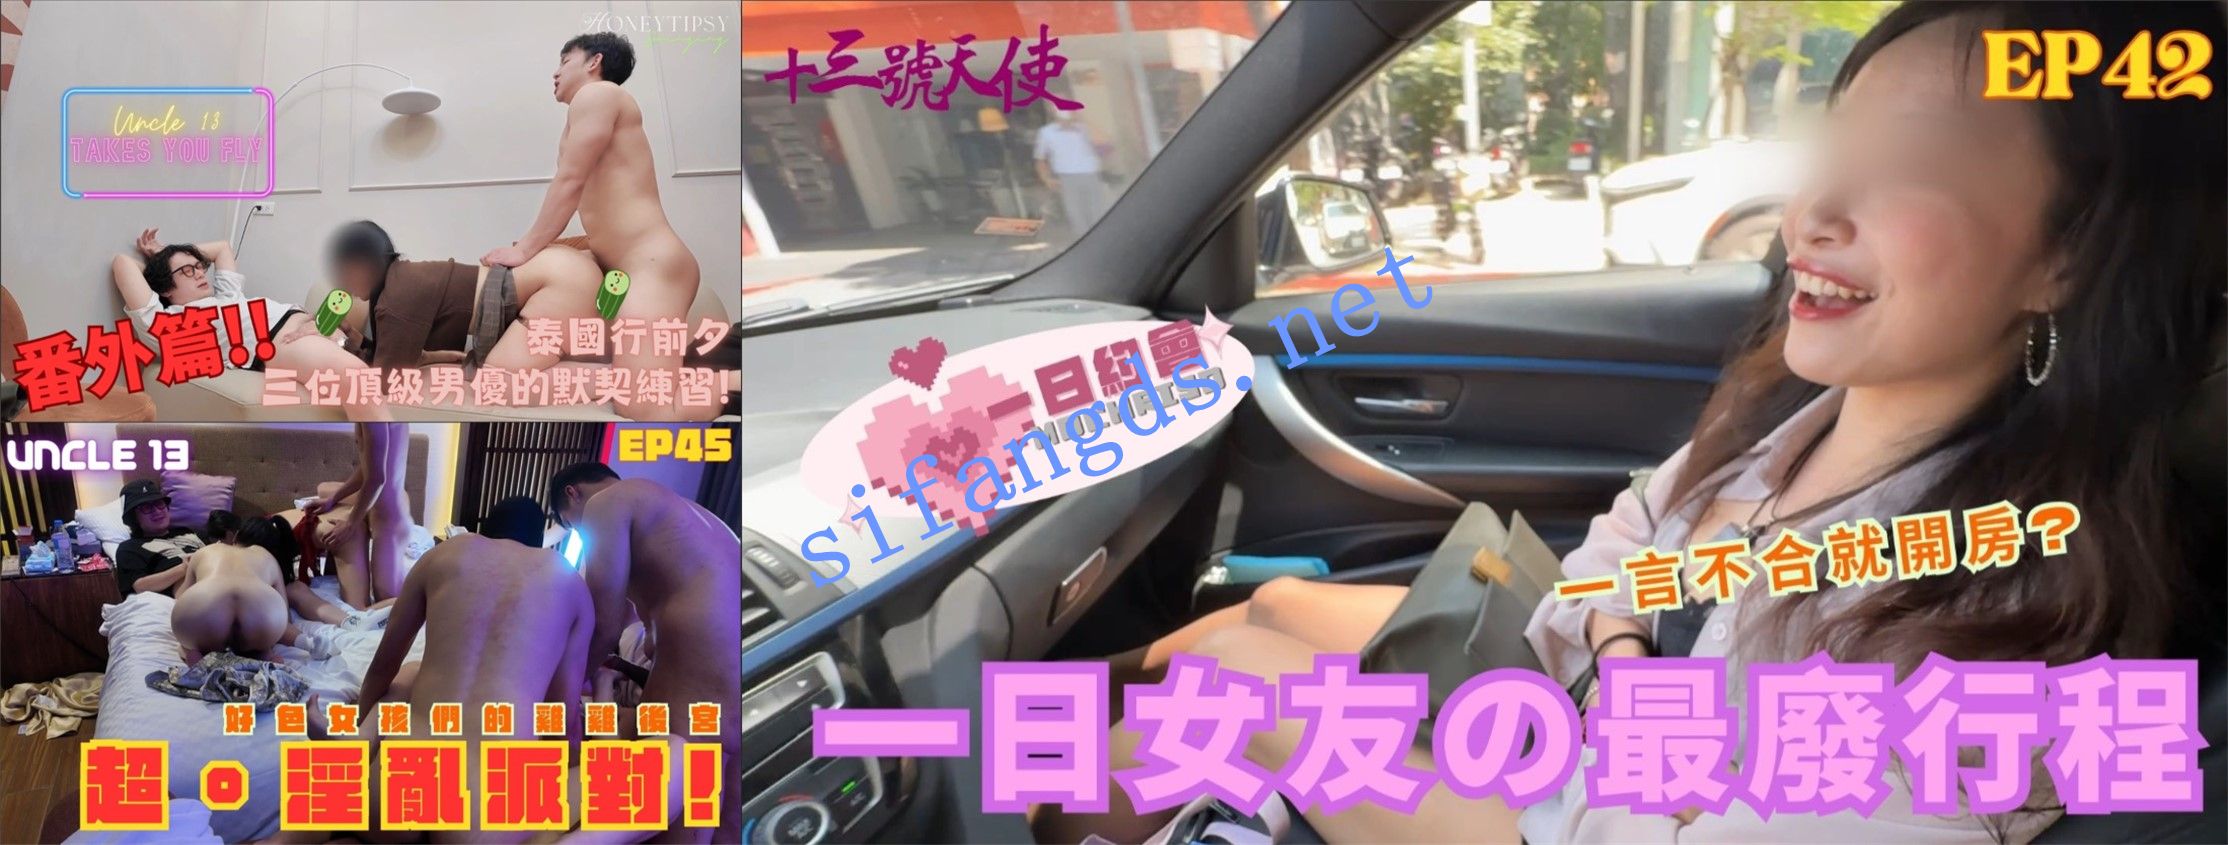 HONEYTIPSY
Uncle 13
TAKES YOU FLY
番外篇!!
泰國行前夕
三位頂級男優的默契練習!
UNCLE 13
EP45
好色女孩們的雞雞後宮
超。淫亂派對!
十三號天使
EP42
一日約會
sifangds.net
一言不合就開房?
一日女友の最廢行程